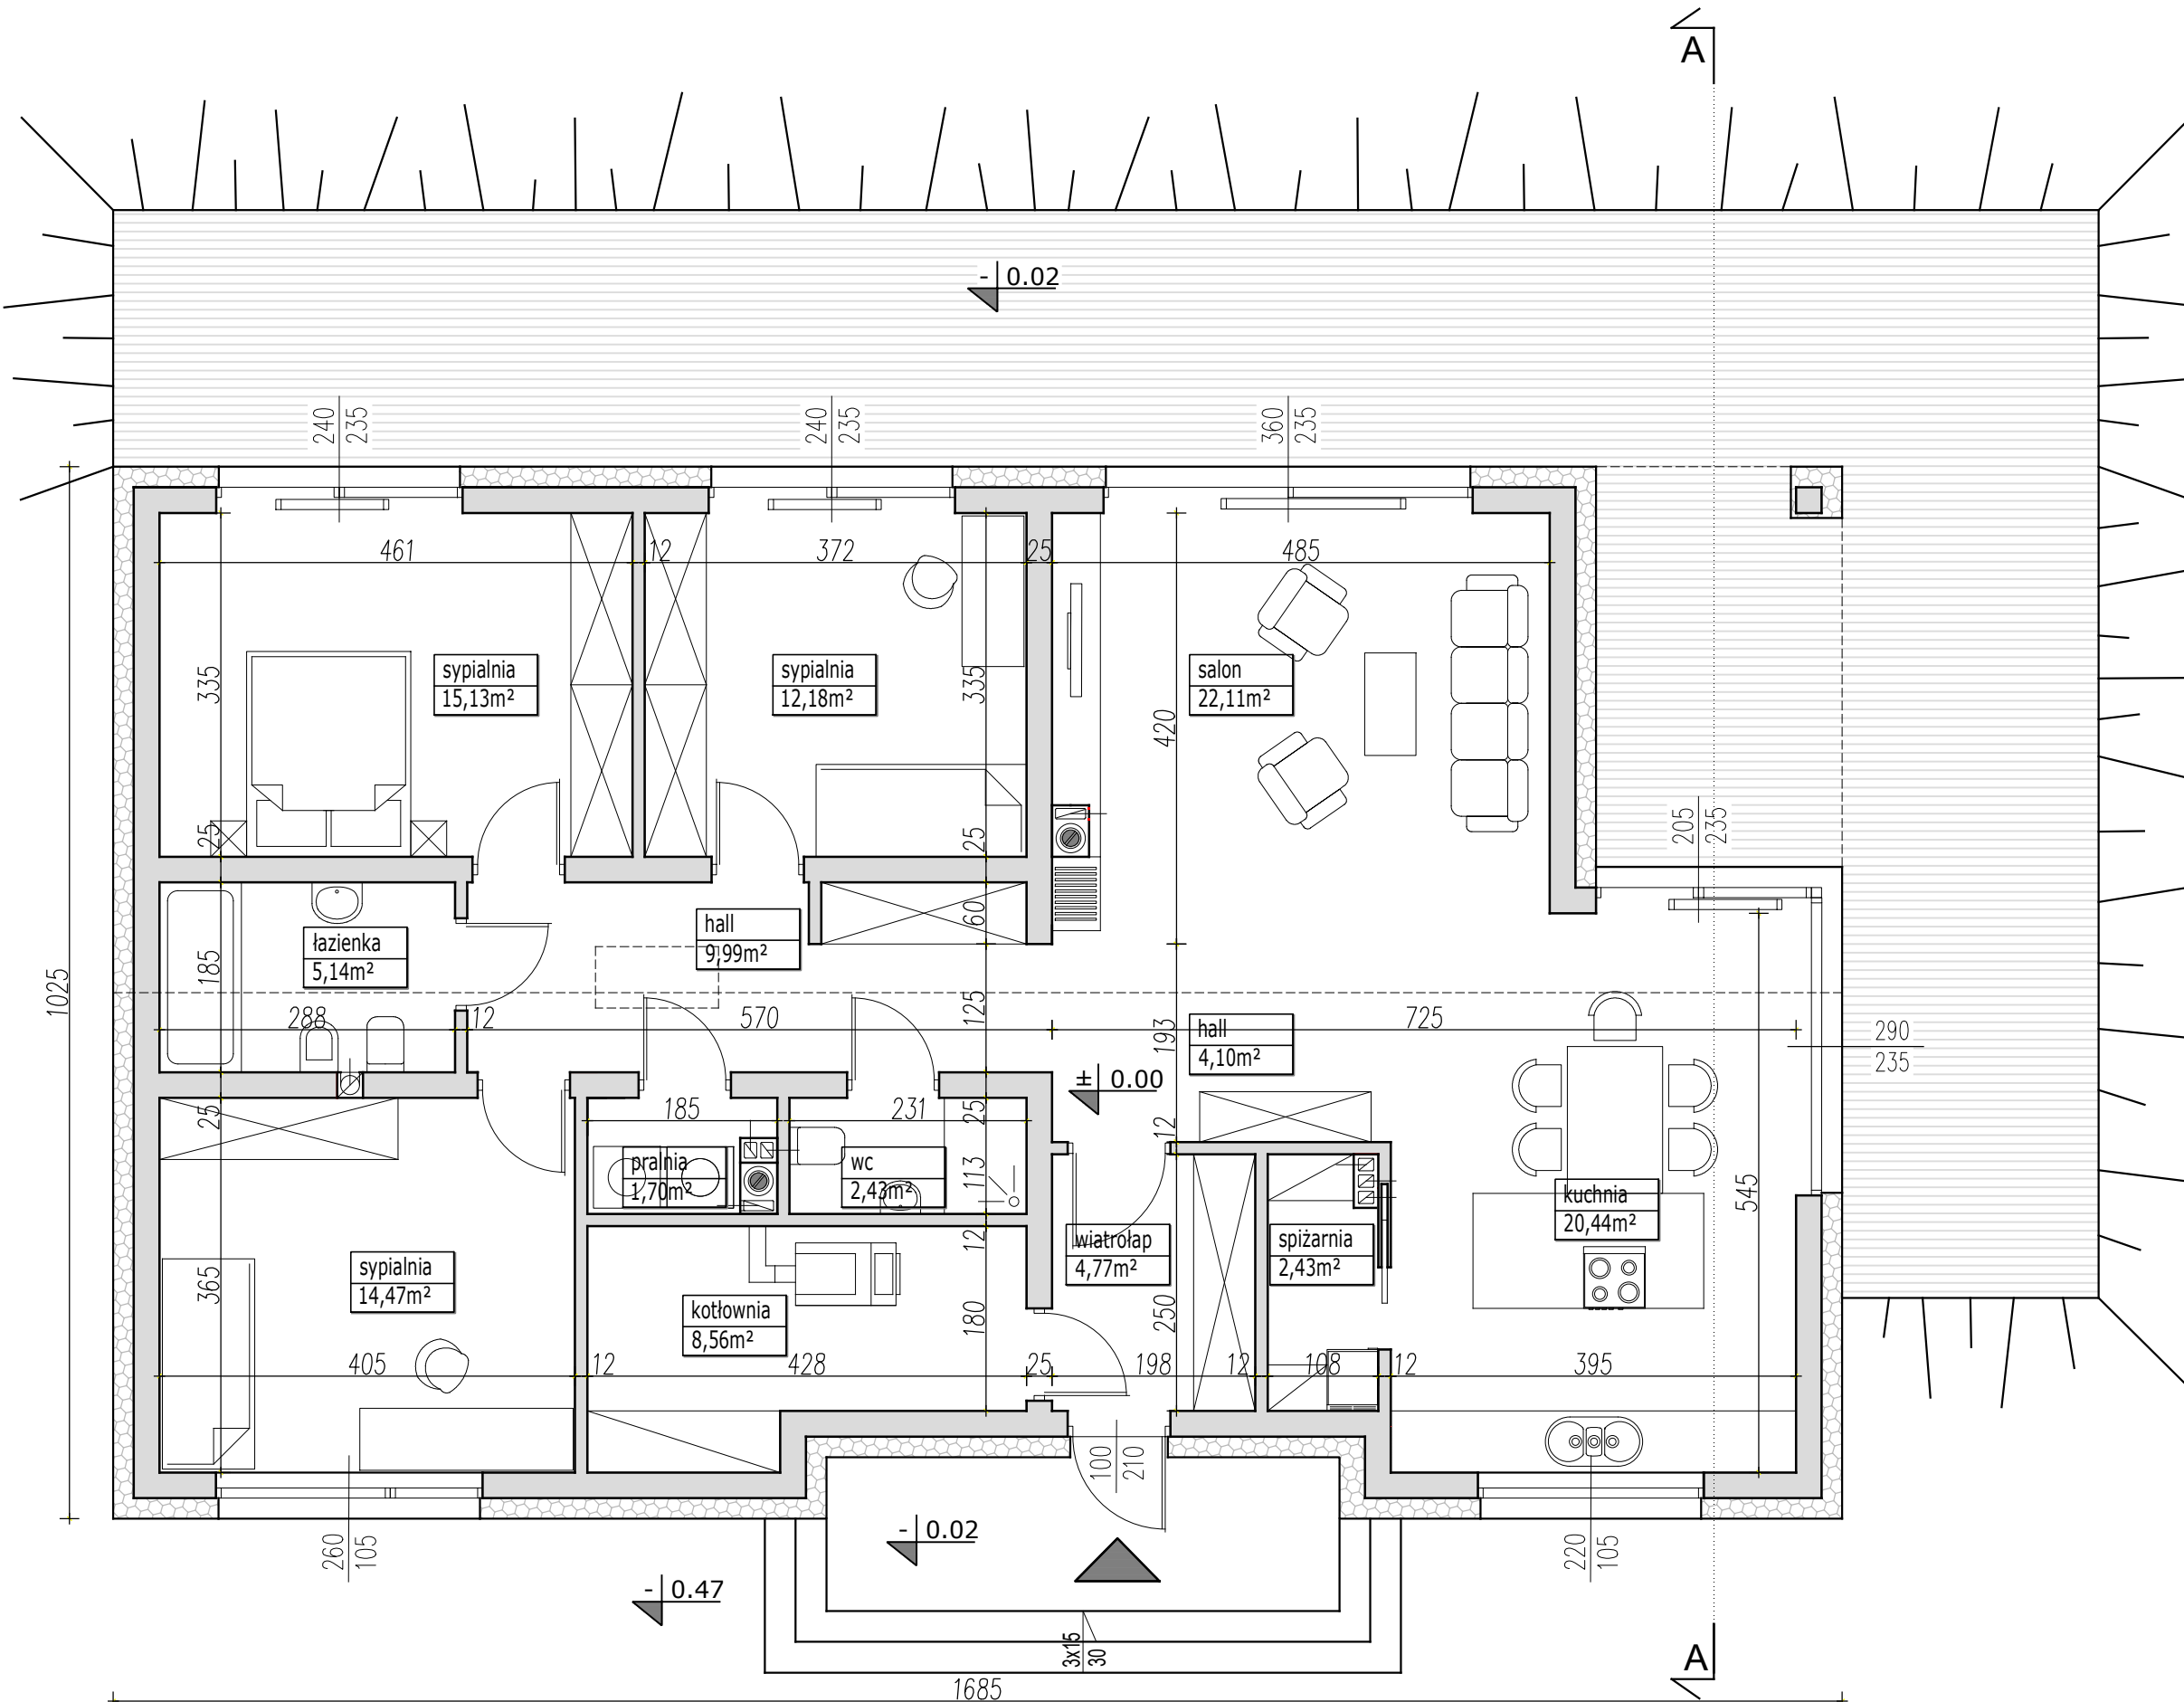 A
- 0.02
240
235
240
235
360
235
461
12
372
25
485
sypialnia
15,13m²
sypialnia
12,18m²
salon
22,11m²
335
335
420
205
235
25
25
60
hall
9,99m²
łazienka
5,14m²
185
1025
288
12
570
125
193
725
hall
4,10m²
290
235
± 0.00
25
185
231
25
12
pralnia
1,70m²
wc
2,43m²
113
kuchnia
20,44m²
545
sypialnia
14,47m²
365
12
wiatrołap
4,77m²
spiżarnia
2,43m²
kotłownia
8,56m²
180
250
405
12
428
25
198
12
108
12
395
100
210
- 0.02
260
105
220
105
- 0.47
3x15
30
A
1685